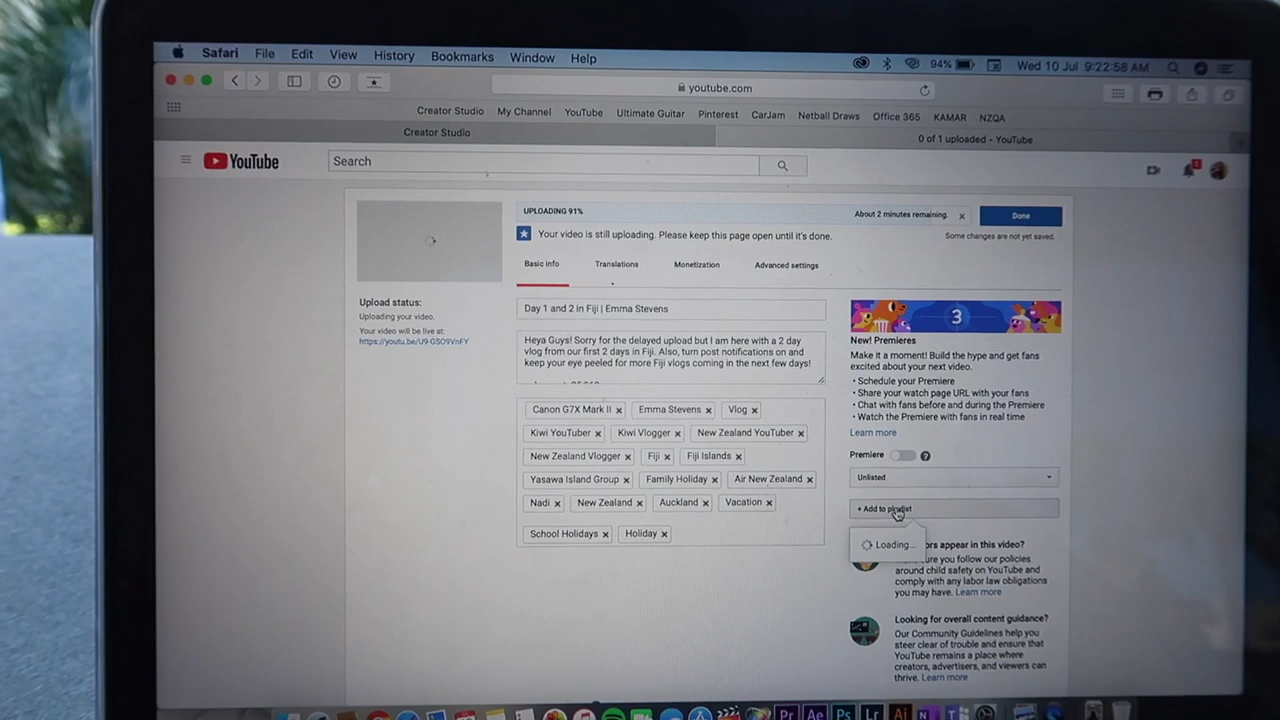 Safari File Edit View History Bookmarks Window Help 94% Wed 10 Jul 9:22:58 AM
youtube.com
Creator Studio My Channel YouTube Ultimate Guitar Pinterest CarJam Netball Draws Office 365 KAMAR NZQA
Creator Studio 0 of 1 uploaded - YouTube
YouTube Search 1
UPLOADING 91% About 2 minutes remaining. × Done
Your video is still uploading. Please keep this page open until it's done. Some changes are not yet saved.
Basic info Translations Monetization Advanced settings
Upload status:
Uploading your video.
Your video will be live at:
https://youtu.be/U9-GSO9VnFY
Day 1 and 2 in Fiji | Emma Stevens
Heya Guys! Sorry for the delayed upload but I am here with a 2 day
vlog from our first 2 days in Fiji. Also, turn post notifications on and
keep your eye peeled for more Fiji vlogs coming in the next few days!
Canon G7X Mark II × Emma Stevens × Vlog ×
Kiwi YouTuber × Kiwi Vlogger × New Zealand YouTuber ×
New Zealand Vlogger × Fiji × Fiji Islands ×
Yasawa Island Group × Family Holiday × Air New Zealand ×
Nadi × New Zealand × Auckland × Vacation ×
School Holidays × Holiday ×
3
New! Premieres
Make it a moment! Build the hype and get fans
excited about your next video.
• Schedule your Premiere
• Share your watch page URL with your fans
• Chat with fans before and during the Premiere
• Watch the Premiere with fans in real time
Learn more
Premiere ?
Unlisted
+ Add to playlist
Loading...
ors appear in this video?
sure you follow our policies
around child safety on YouTube and
comply with any labor law obligations
you may have. Learn more
Looking for overall content guidance?
Our Community Guidelines help you
steer clear of trouble and ensure that
YouTube remains a place where
creators, advertisers, and viewers can
thrive. Learn more
Pr Ae Ps Lr Ai N